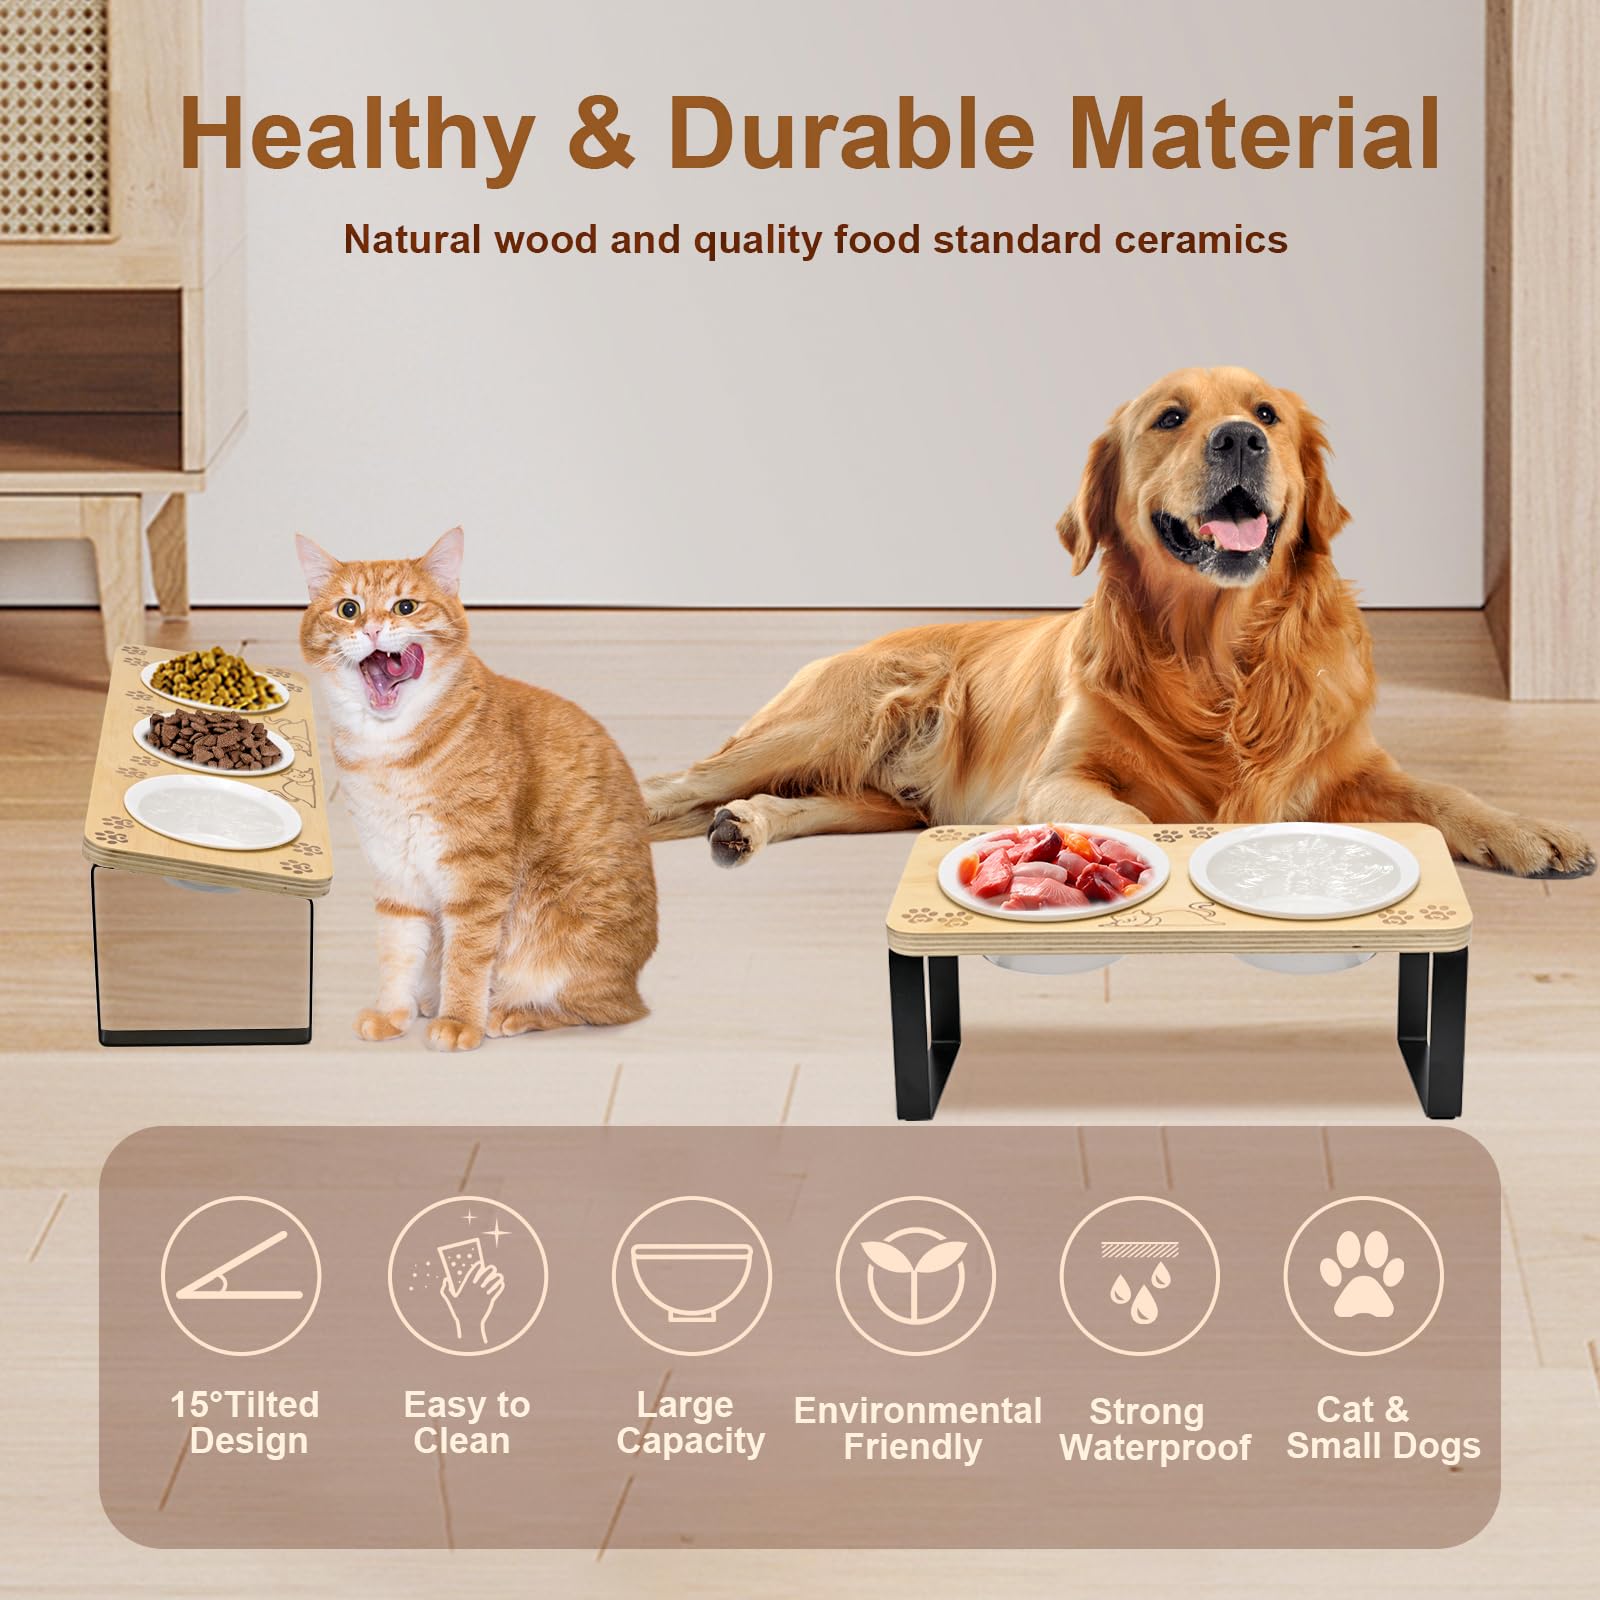 Healthy & Durable Material
Natural wood and quality food standard ceramics
15°Tilted
Design
Easy to
Clean
Large
Capacity
Environmental
Friendly
Strong
Waterproof
Cat &
Small Dogs